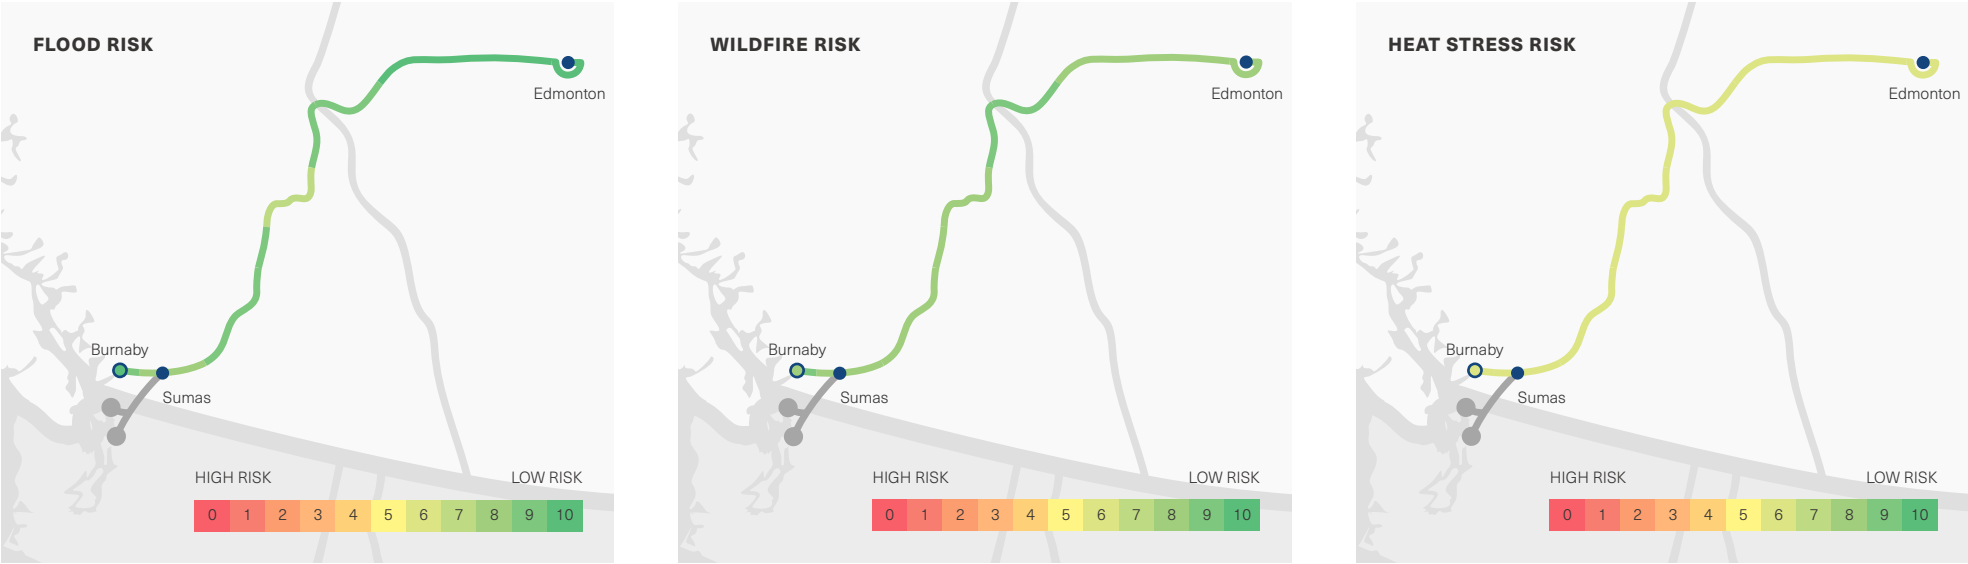 FLOOD RISK
Edmonton
Burnaby
Sumas
HIGH RISK LOW RISK
0 1 2 3 4 5 6 7 8 9 10
WILDFIRE RISK
Edmonton
Burnaby
Sumas
HIGH RISK LOW RISK
0 1 2 3 4 5 6 7 8 9 10
HEAT STRESS RISK
Edmonton
Burnaby
Sumas
HIGH RISK LOW RISK
0 1 2 3 4 5 6 7 8 9 10